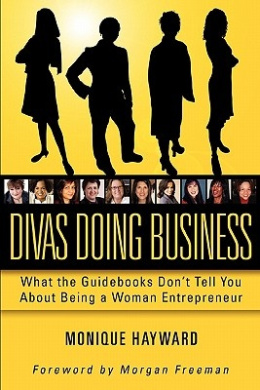 DIVAS DOING BUSINESS
What the Guidebooks Don't Tell You
About Being a Woman Entrepreneur
MONIQUE HAYWARD
Foreword by Morgan Freeman